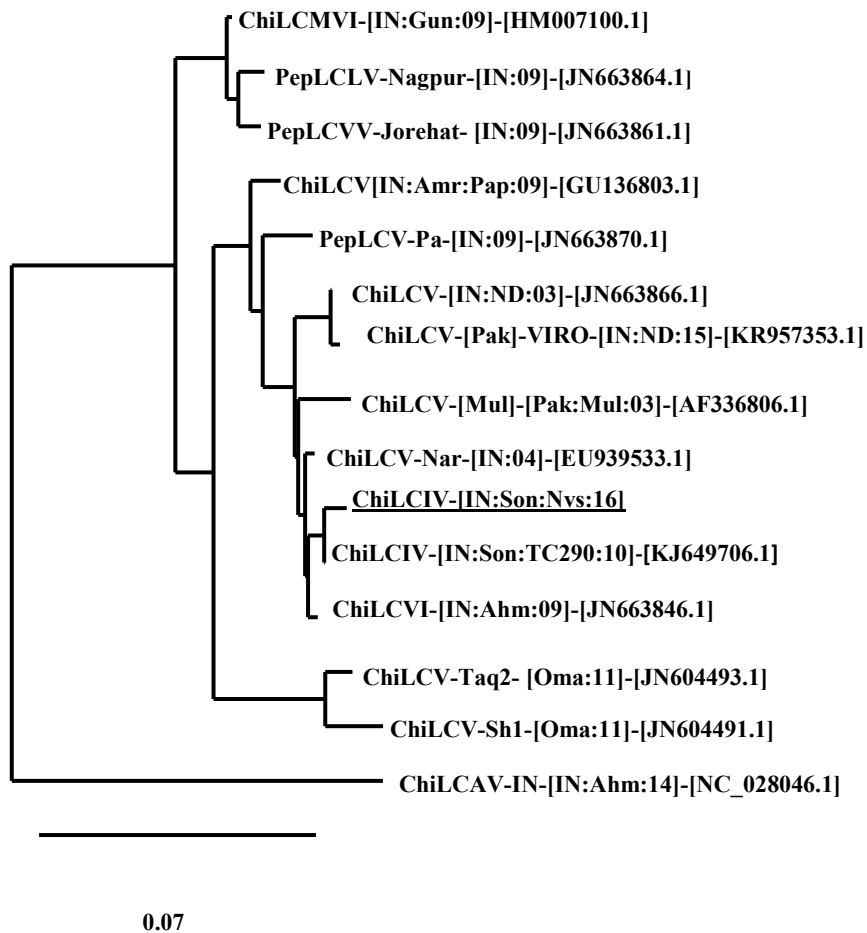 ChiLCMVI-[IN:Gun:09]-[HM007100.1]
PepLCLV-Nagpur-[IN:09]-[JN663864.1]
PepLCVV-Jorehat- [IN:09]-[JN663861.1]
ChiLCV[IN:Amr:Pap:09]-[GU136803.1]
PepLCV-Pa-[IN:09]-[JN663870.1]
ChiLCV-[IN:ND:03]-[JN663866.1]
ChiLCV-[Pak]-VIRO-[IN:ND:15]-[KR957353.1]
ChiLCV-[Mul]-[Pak:Mul:03]-[AF336806.1]
ChiLCV-Nar-[IN:04]-[EU939533.1]
ChiLCIV-[IN:Son:Nvs:16]
ChiLCIV-[IN:Son:TC290:10]-[KJ649706.1]
ChiLCVI-[IN:Ahm:09]-[JN663846.1]
ChiLCV-Taq2- [Oma:11]-[JN604493.1]
ChiLCV-Sh1-[Oma:11]-[JN604491.1]
ChiLCAV-IN-[IN:Ahm:14]-[NC_028046.1]
0.07